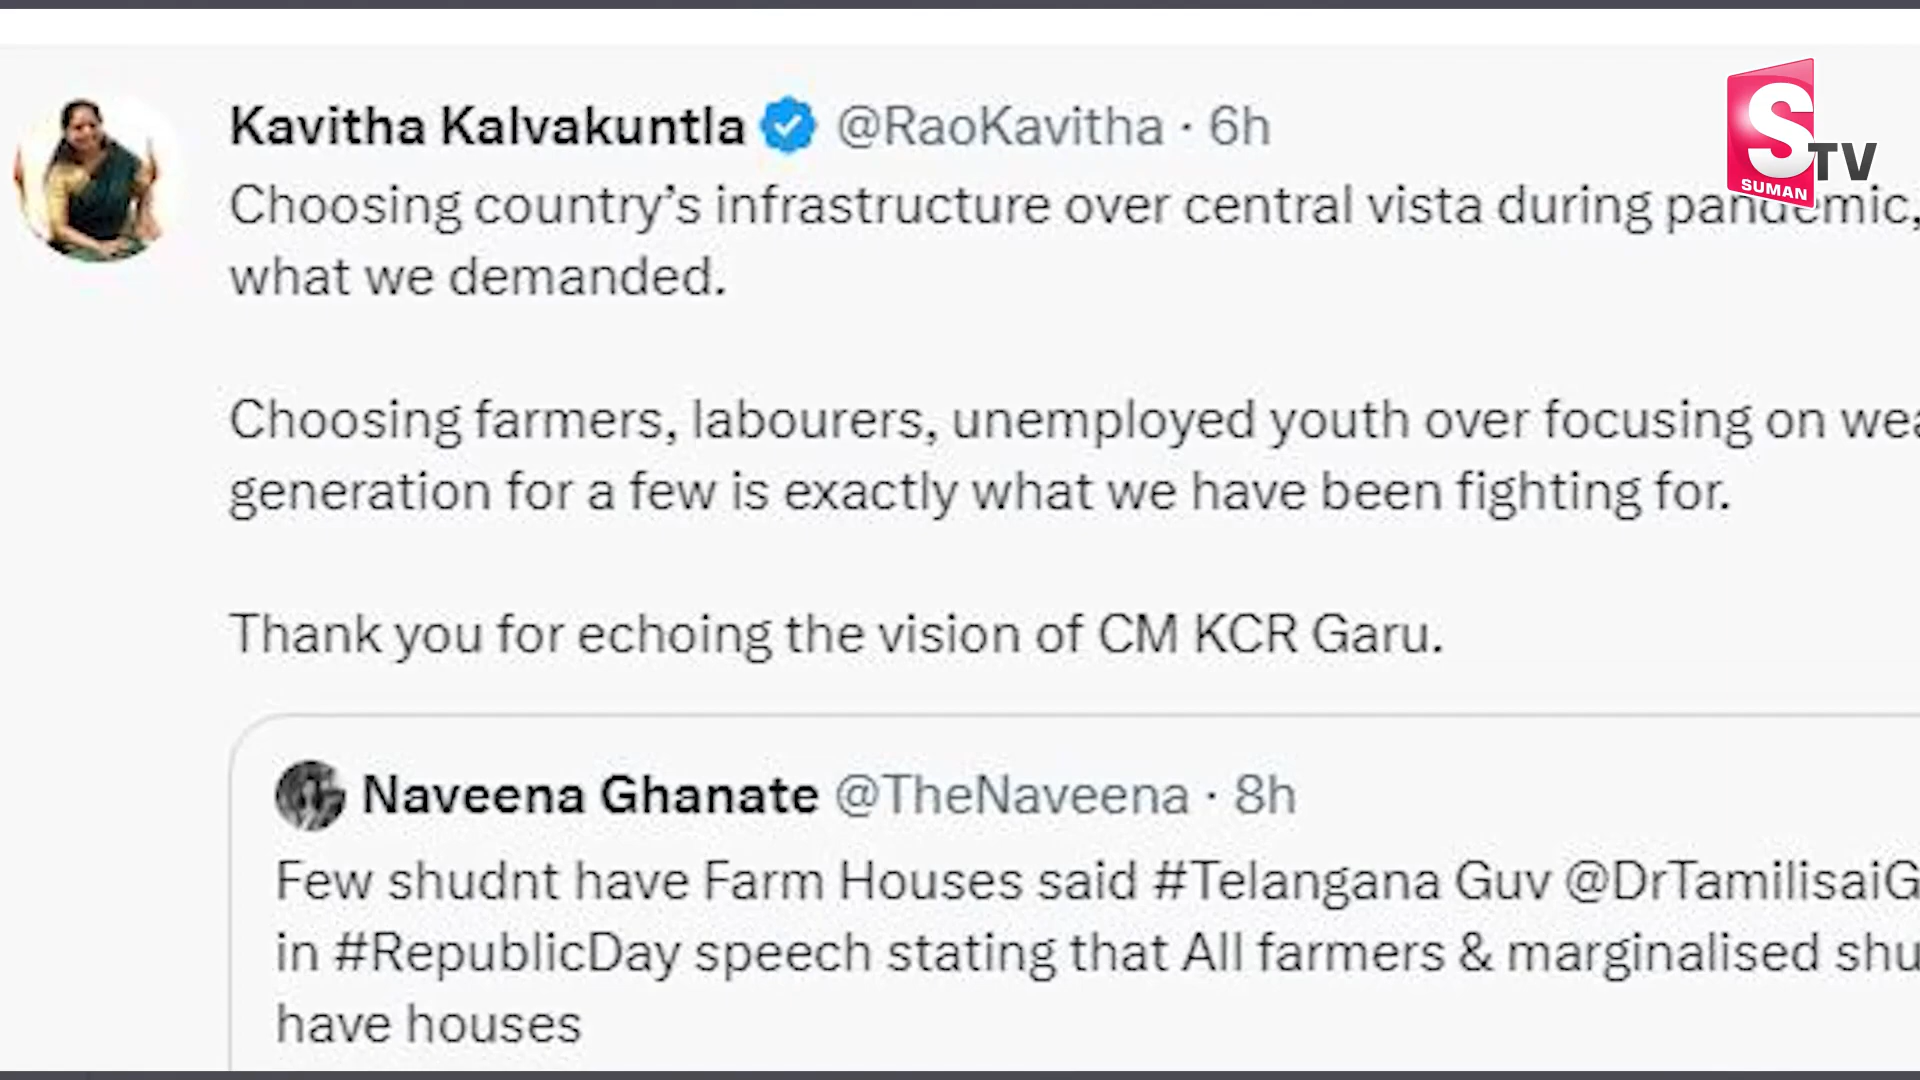 Kavitha Kalvakuntla @RaoKavitha · 6h
S TV
SUMAN
Choosing country’s infrastructure over central vista during pandemic,
what we demanded.
Choosing farmers, labourers, unemployed youth over focusing on wea
generation for a few is exactly what we have been fighting for.
Thank you for echoing the vision of CM KCR Garu.
Naveena Ghanate @TheNaveena · 8h
Few shudnt have Farm Houses said #Telangana Guv @DrTamilisaiG
in #RepublicDay speech stating that All farmers & marginalised shu
have houses